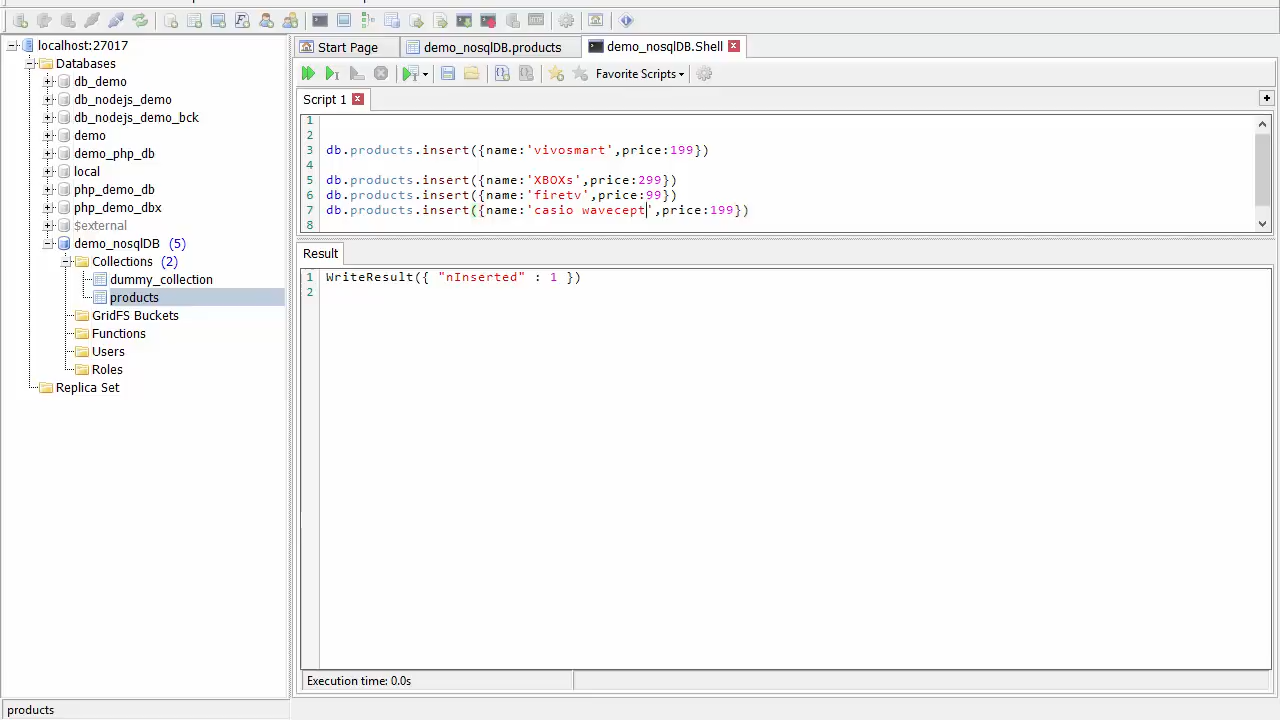 localhost:27017
Databases
db_demo
db_nodejs_demo
db_nodejs_demo_bck
demo
demo_php_db
local
php_demo_db
php_demo_dbx
$external
demo_nosqlDB (5)
Collections (2)
dummy_collection
products
GridFS Buckets
Functions
Users
Roles
Replica Set
products
Start Page
demo_nosqlDB.products
demo_nosqlDB.Shell
Favorite Scripts
Script 1
1
2
3 db.products.insert({name:'vivosmart',price:199})
4
5 db.products.insert({name:'XBOXs',price:299})
6 db.products.insert({name:'firetv',price:99})
7 db.products.insert({name:'casio wavecept',price:199})
8
Result
1 WriteResult({ "nInserted" : 1 })
2
Execution time: 0.0s